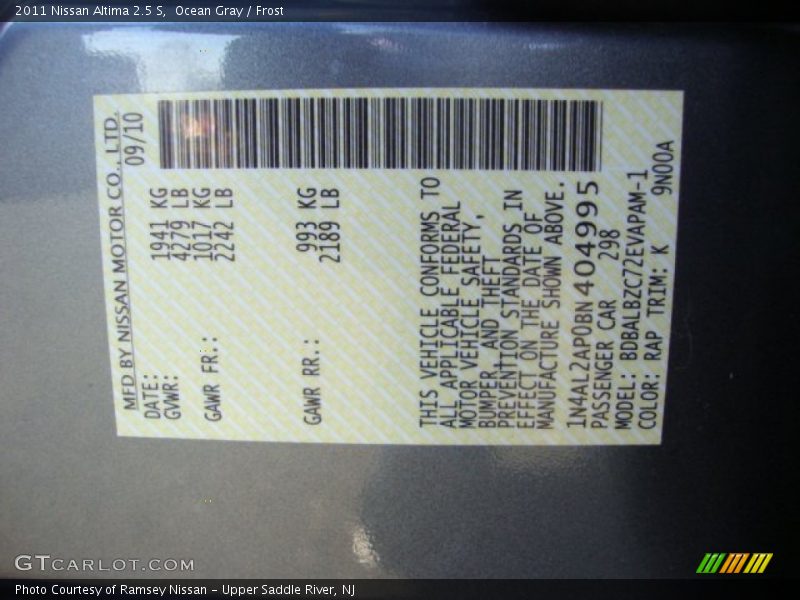 2011 Nissan Altima 2.5 S,  Ocean Gray / Frost
MFD BY NISSAN MOTOR CO., LTD.
DATE: 09/10
GVWR: 1941 KG
4279 LB
GAWR FR.: 1017 KG
2242 LB
GAWR RR.: 993 KG
2189 LB
THIS VEHICLE CONFORMS TO
ALL APPLICABLE FEDERAL
MOTOR VEHICLE SAFETY,
BUMPER AND THEFT
PREVENTION STANDARDS IN
EFFECT ON THE DATE OF
MANUFACTURE SHOWN ABOVE.
1N4AL2AP0BN404995
PASSENGER CAR 298
MODEL: BDBALBZC72EVAPAM-1
COLOR: RAP TRIM: K 9N00A
GTCARLOT.COM
Photo Courtesy of Ramsey Nissan - Upper Saddle River, NJ